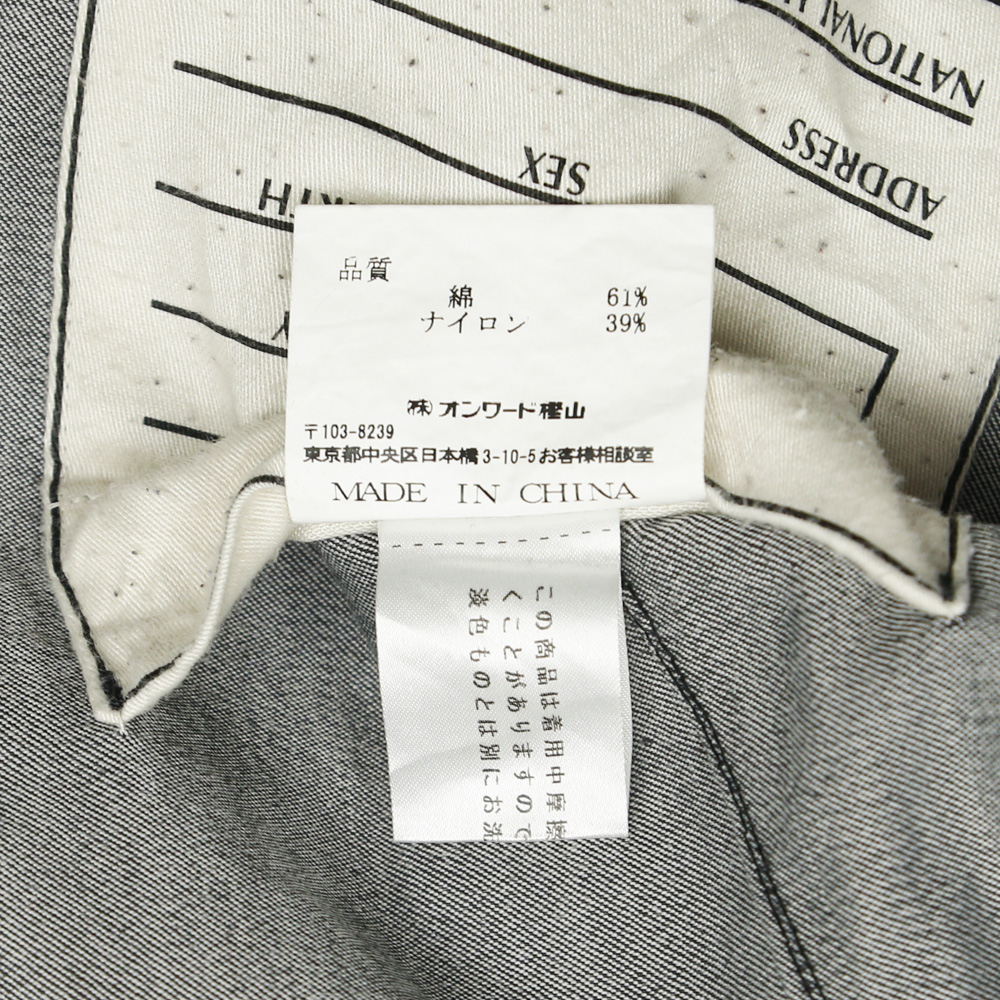 NATIONAL
ADDRESS
SEX
品質
綿 61%
ナイロン 39%
㈱オンワード樫山
〒103-8239
東京都中央区日本橋3-10-5お客様相談室
MADE IN CHINA
この商品は着用中摩擦
くことがありますので
淡色ものとは別にお洗